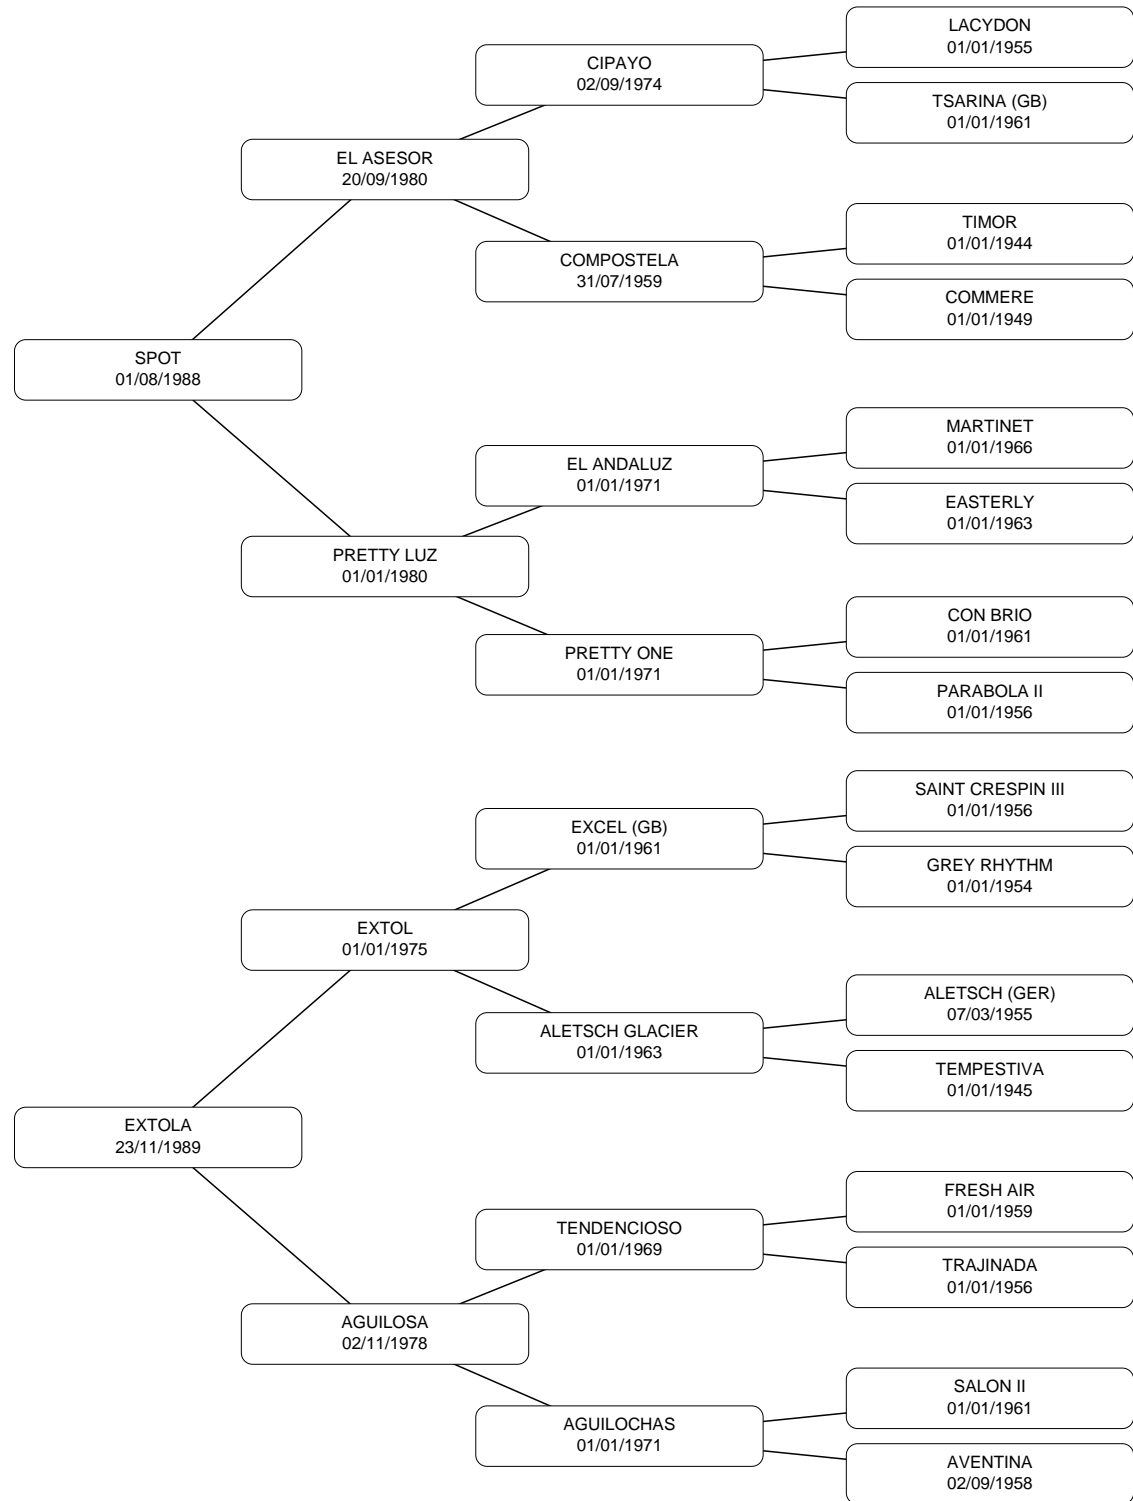 LACYDON
01/01/1955
CIPAYO
02/09/1974
TSARINA (GB)
01/01/1961
EL ASESOR
20/09/1980
TIMOR
01/01/1944
COMPOSTELA
31/07/1959
COMMERE
01/01/1949
SPOT
01/08/1988
MARTINET
01/01/1966
EL ANDALUZ
01/01/1971
EASTERLY
01/01/1963
PRETTY LUZ
01/01/1980
CON BRIO
01/01/1961
PRETTY ONE
01/01/1971
PARABOLA II
01/01/1956
SAINT CRESPIN III
01/01/1956
EXCEL (GB)
01/01/1961
GREY RHYTHM
01/01/1954
EXTOL
01/01/1975
ALETSCH (GER)
07/03/1955
ALETSCH GLACIER
01/01/1963
TEMPESTIVA
01/01/1945
EXTOLA
23/11/1989
FRESH AIR
01/01/1959
TENDENCIOSO
01/01/1969
TRAJINADA
01/01/1956
AGUILOSA
02/11/1978
SALON II
01/01/1961
AGUILOCHAS
01/01/1971
AVENTINA
02/09/1958